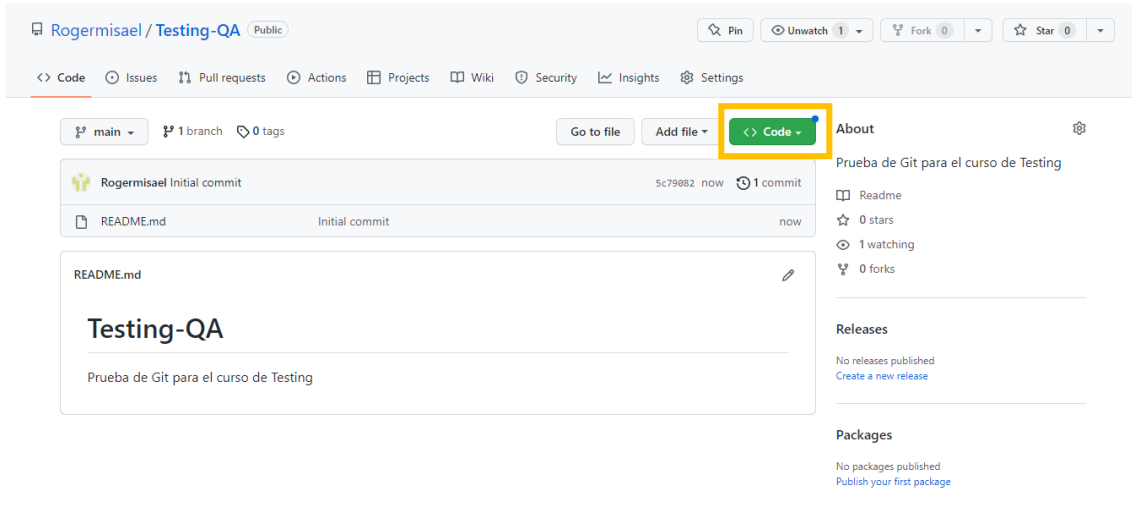 Rogermisael / Testing-QA Public
Pin Unwatch 1 Fork 0 Star 0
<> Code Issues Pull requests Actions Projects Wiki Security Insights Settings
main 1 branch 0 tags Go to file Add file <> Code
Rogermisael Initial commit 5c79082 now 1 commit
README.md Initial commit now
README.md
Testing-QA
Prueba de Git para el curso de Testing
About
Prueba de Git para el curso de Testing
Readme
0 stars
1 watching
0 forks
Releases
No releases published
Create a new release
Packages
No packages published
Publish your first package